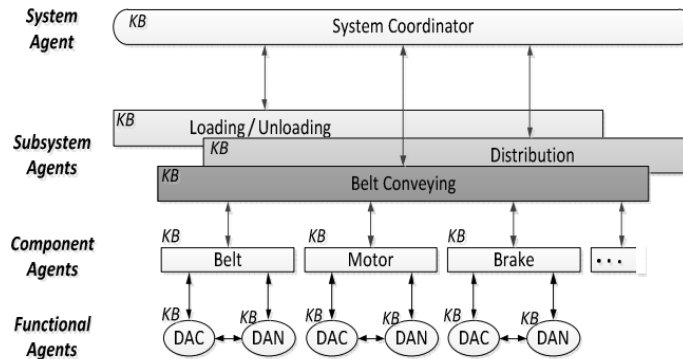 System
Agent
KB
System Coordinator
KB
Loading / Unloading
Subsystem
Agents
KB
Distribution
KB
Belt Conveying
Component
Agents
KB
Belt
KB
Motor
KB
Brake
...
Functional
Agents
KB
DAC
KB
DAN
KB
DAC
KB
DAN
KB
DAC
KB
DAN